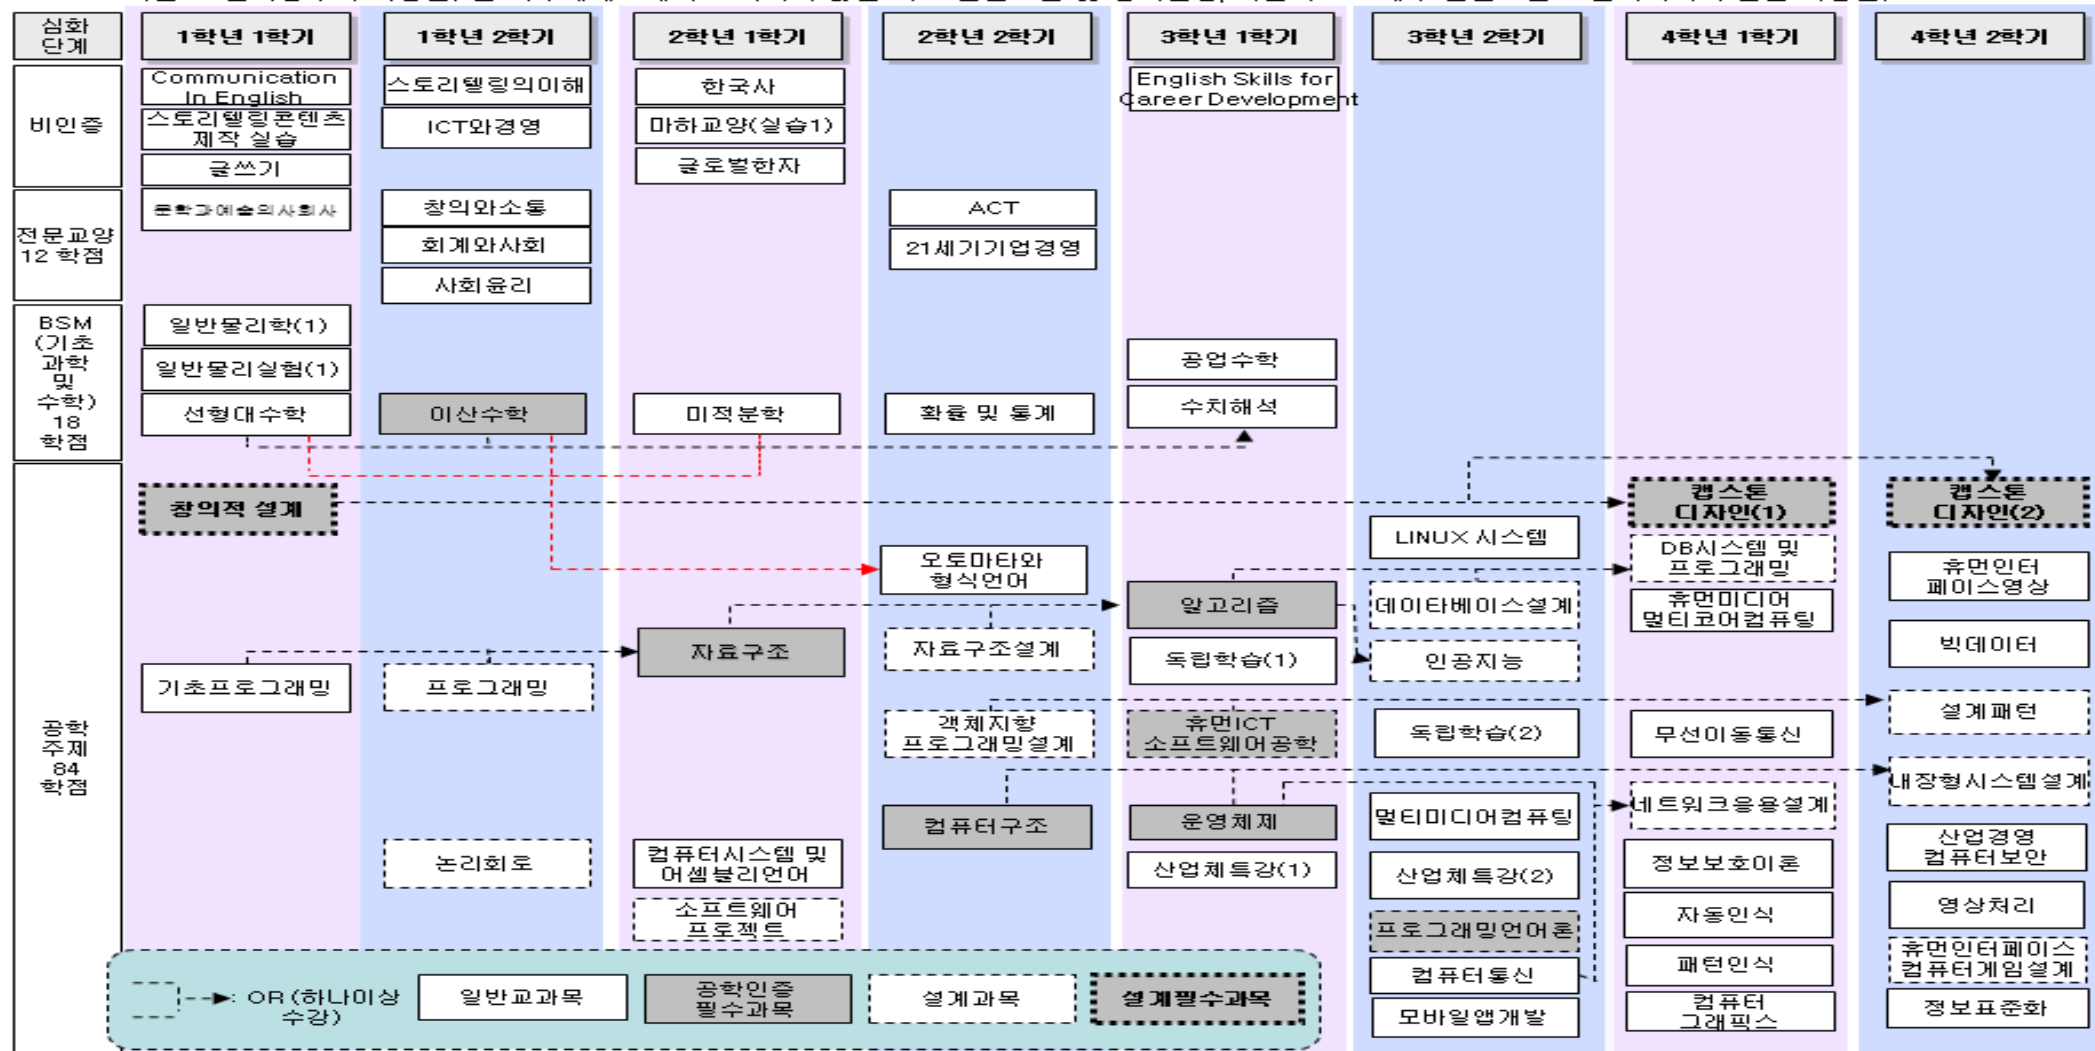 심화
단계
1학년 1학기
1학년 2학기
2학년 1학기
2학년 2학기
3학년 1학기
3학년 2학기
4학년 1학기
4학년 2학기
비인증
Communication
In English
스토리텔링콘텐츠
제작 실습
글쓰기
스토리텔링의이해
ICT와경영
한국사
마하교양(실습1)
글로벌한자
English Skills for
Career Development
전문교양
12 학점
문학과예술의사회사
창의와소통
회계와사회
사회윤리
ACT
21세기기업경영
BSM
(기초
과학
및
수학)
18
학점
일반물리학(1)
일반물리실험(1)
선형대수학
이산수학
미적분학
확률 및 통계
공업수학
수치해석
공학
주제
84
학점
창의적 설계
기초프로그래밍
프로그래밍
논리회로
자료구조
컴퓨터시스템 및
어셈블리언어
소프트웨어
프로젝트
오토마타와
형식언어
자료구조설계
객체지향
프로그래밍설계
컴퓨터구조
알고리즘
독립학습(1)
휴먼ICT
소프트웨어공학
운영체제
산업체특강(1)
LINUX 시스템
데이타베이스설계
인공지능
독립학습(2)
멀티미디어컴퓨팅
산업체특강(2)
프로그래밍언어론
컴퓨터통신
모바일앱개발
캡스톤
디자인(1)
DB시스템 및
프로그래밍
휴먼미디어
멀티코어컴퓨팅
무선이동통신
네트워크응용설계
정보보호이론
자동인식
패턴인식
컴퓨터
그래픽스
캡스톤
디자인(2)
휴먼인터
페이스영상
빅데이터
설계패턴
내장형시스템설계
산업경영
컴퓨터보안
영상처리
휴먼인터페이스
컴퓨터게임설계
정보표준화
: OR (하나이상
수강)
일반교과목
공학인증
필수과목
설계과목
설계필수과목